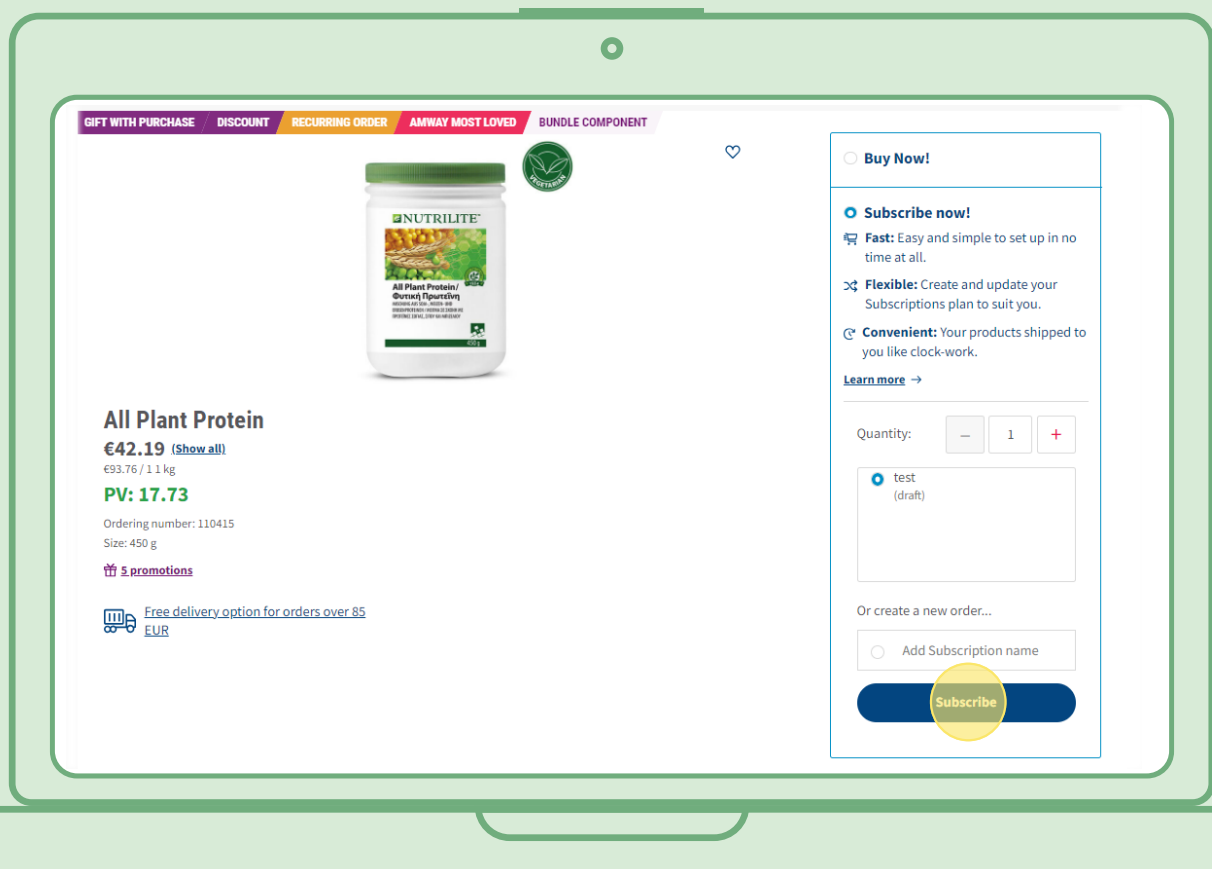 GIFT WITH PURCHASE DISCOUNT RECURRING ORDER AMWAY MOST LOVED BUNDLE COMPONENT
VEGETARIAN
NUTRILITE™
All Plant Protein/
Φυτική Πρωτεΐνη
450 g
All Plant Protein
€42.19 (Show all)
€93.76 / 1 1 kg
PV: 17.73
Ordering number: 110415
Size: 450 g
5 promotions
Free delivery option for orders over 85
EUR
Buy Now!
Subscribe now!
Fast: Easy and simple to set up in no
time at all.
Flexible: Create and update your
Subscriptions plan to suit you.
Convenient: Your products shipped to
you like clock-work.
Learn more →
Quantity: – 1 +
test
(draft)
Or create a new order...
Add Subscription name
Subscribe